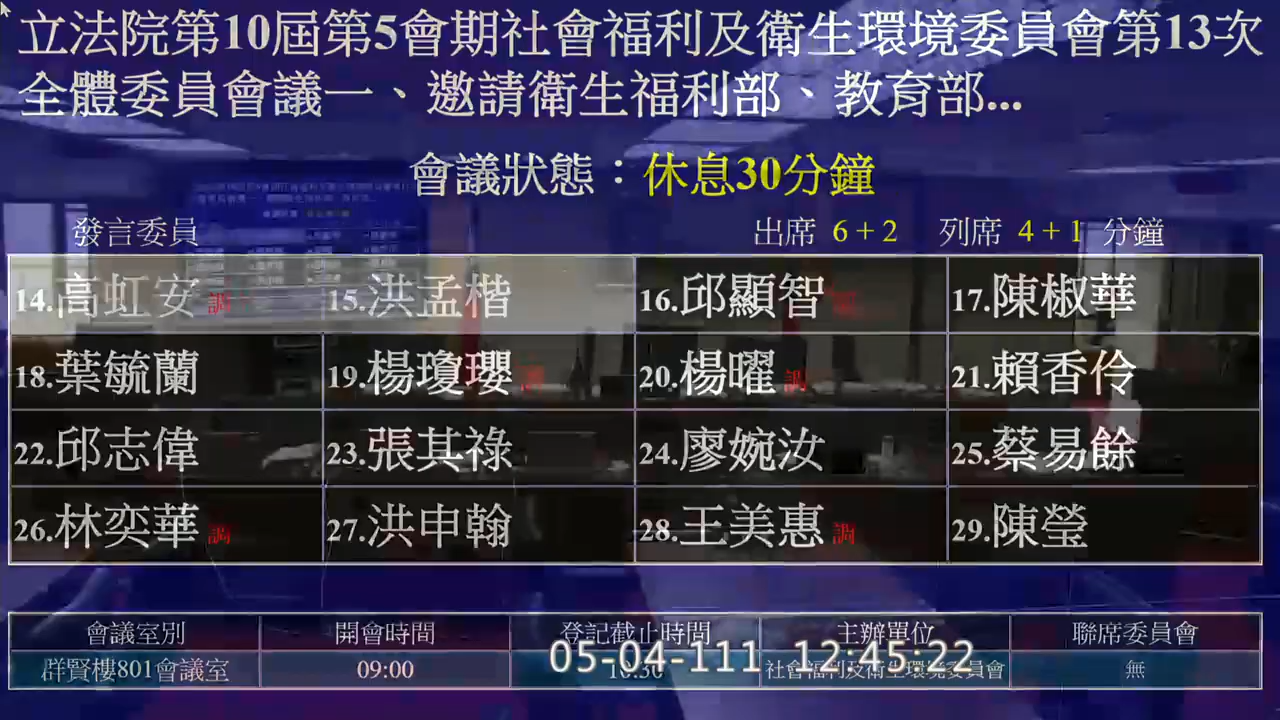 立法院第10屆第5會期社會福利及衛生環境委員會第13次
全體委員會議一、邀請衛生福利部、教育部...
會議狀態：休息30分鐘
發言委員 出席 6 + 2 列席 4 + 1 分鐘
14.高虹安調 15.洪孟楷 16.邱顯智 17.陳椒華
18.葉毓蘭 19.楊瓊瓔調 20.楊曜調 21.賴香伶
22.邱志偉 23.張其祿 24.廖婉汝 25.蔡易餘
26.林奕華調 27.洪申翰 28.王美惠調 29.陳瑩
會議室別 開會時間 登記截止時間 主辦單位 聯席委員會
05-04-111 12:45:22
群賢樓801會議室 09:00 10:30 社會福利及衛生環境委員會 無